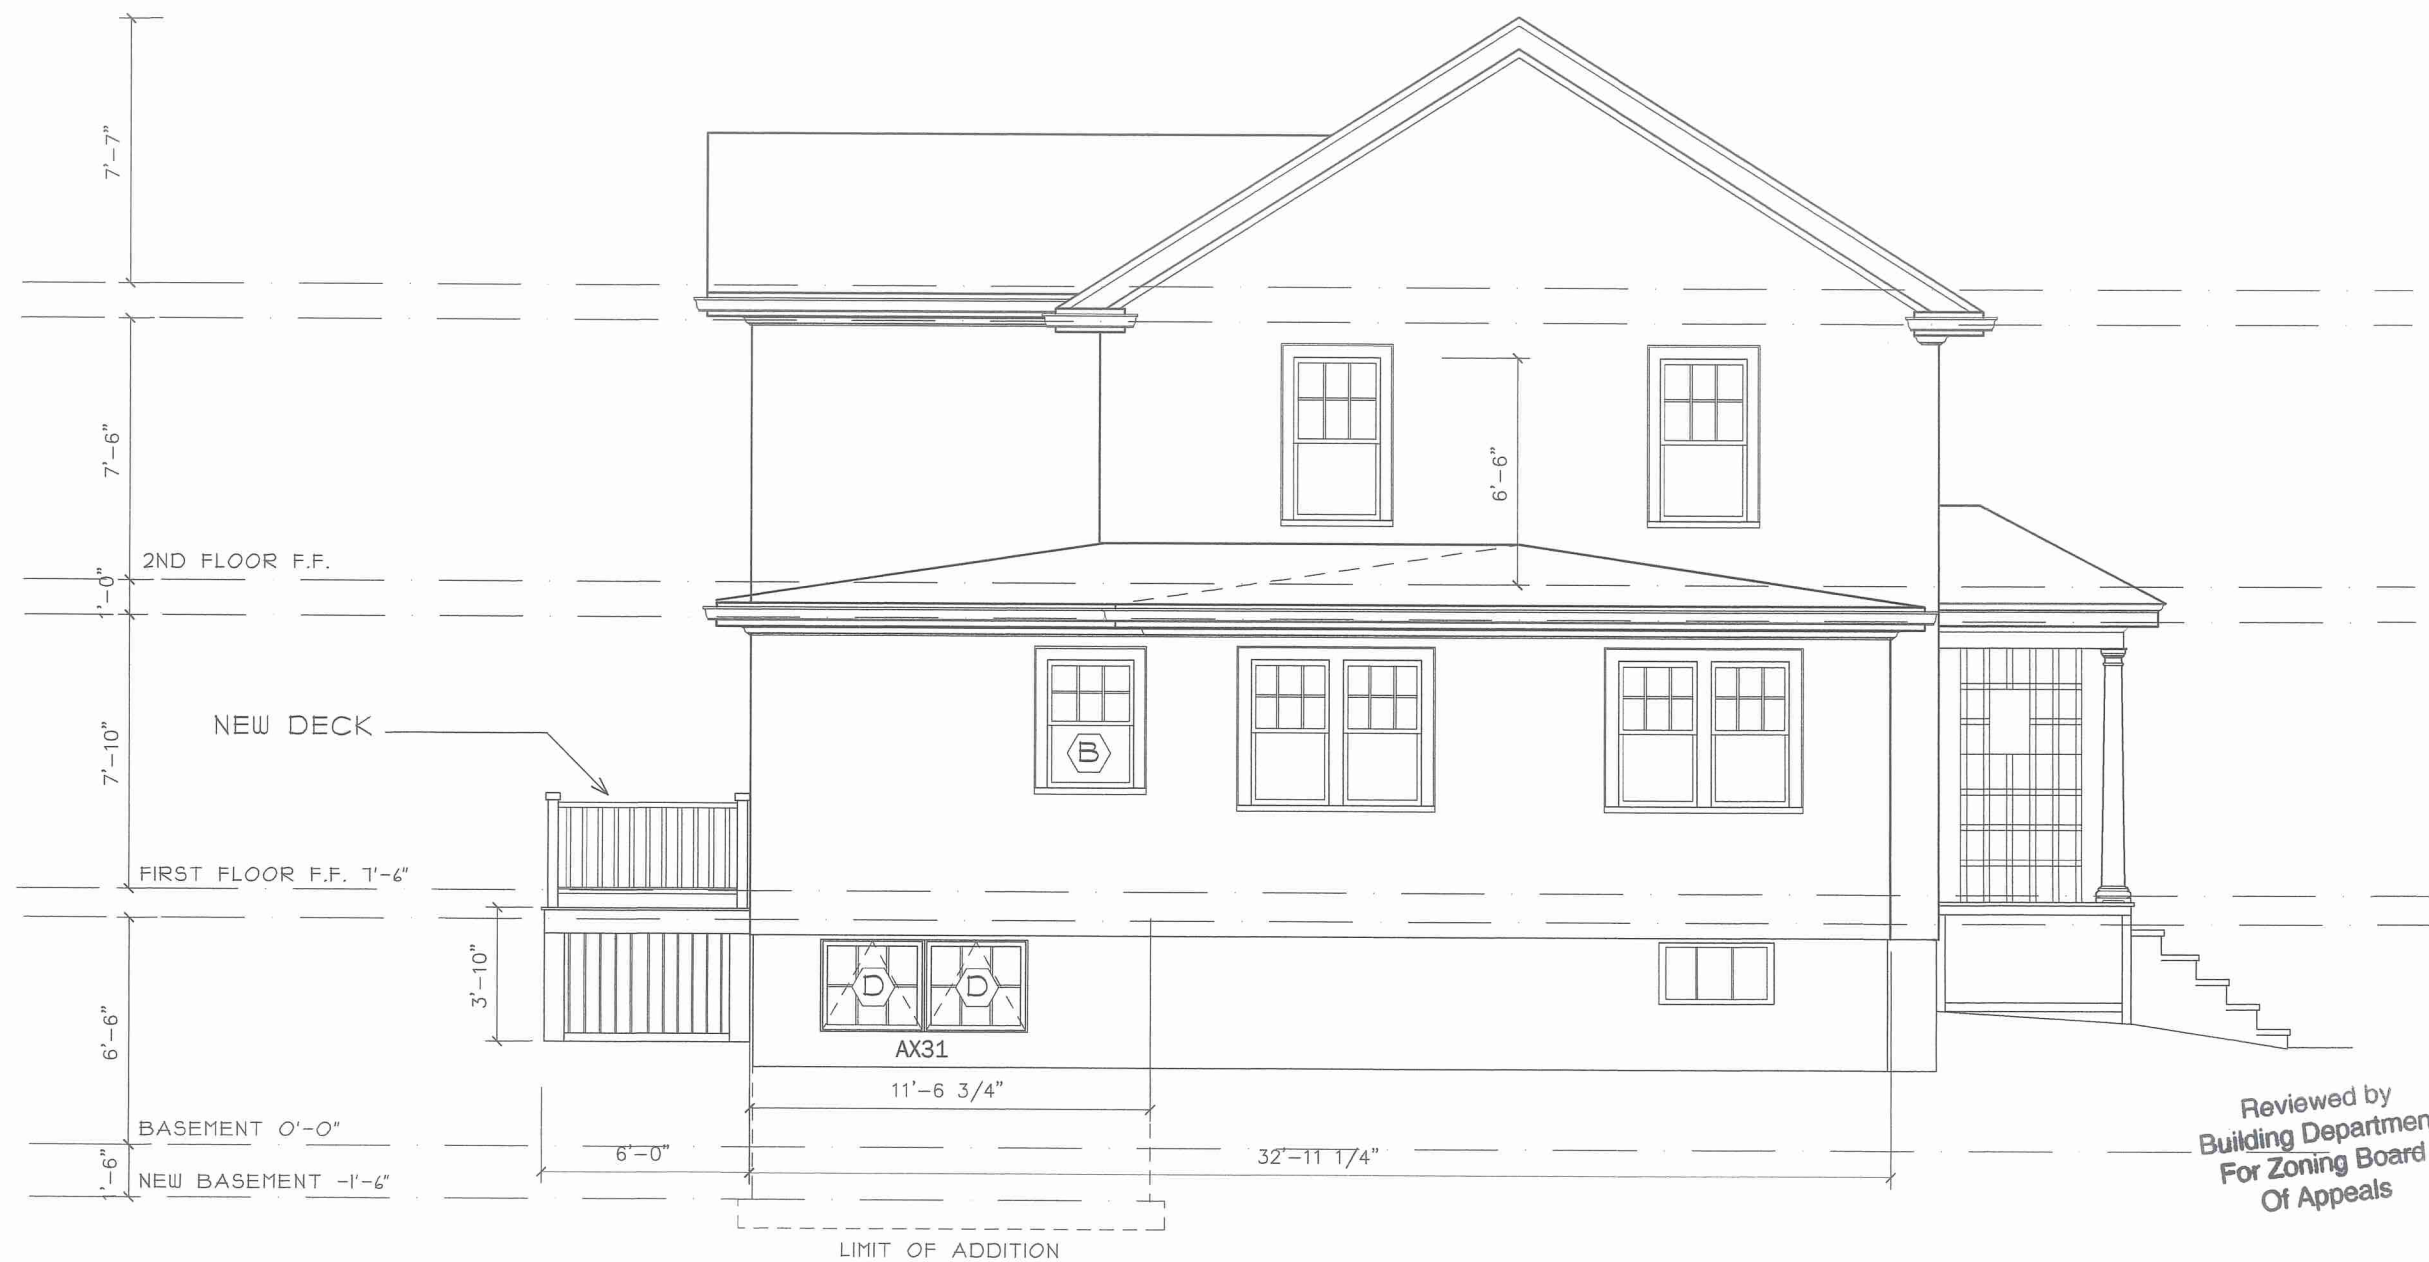 7'-7"
7'-6"
6'-6"
2ND FLOOR F.F.
1'-0"
NEW DECK
B
7'-10"
FIRST FLOOR F.F. 7'-6"
3'-10"
D D
6'-6"
AX31
11'-6 3/4"
BASEMENT 0'-0"
6'-0"
32'-11 1/4"
1'-6"
NEW BASEMENT -1'-6"
LIMIT OF ADDITION
Reviewed by
Building Departmen
For Zoning Board
Of Appeals